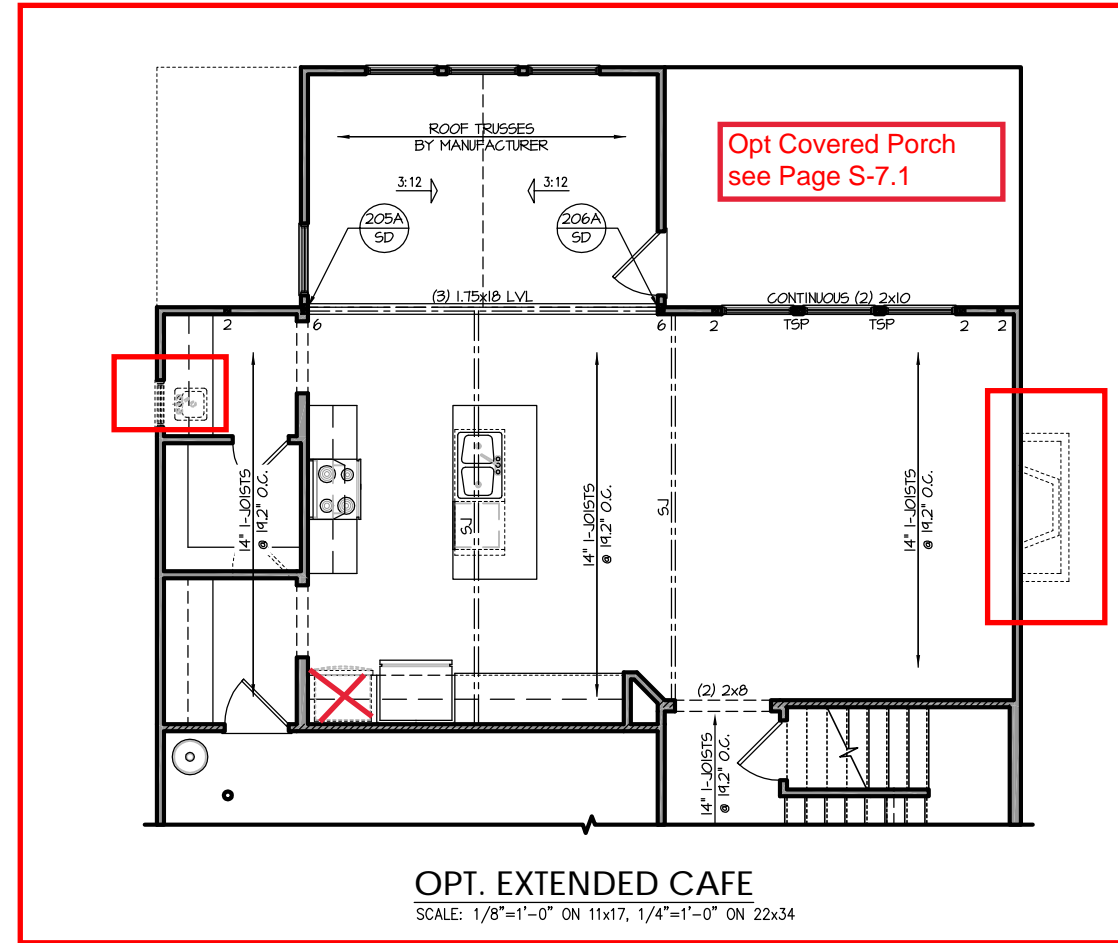 ROOF TRUSSES
BY MANUFACTURER
Opt Covered Porch
see Page S-7.1
3:12
3:12
205A
SD
206A
SD
(3) 1.75x18 LVL
CONTINUOUS (2) 2x10
2
6
6
2
TSP
TSP
2
2
14" I-JOISTS
@ 19.2" O.C.
SJ
14" I-JOISTS
@ 19.2" O.C.
SJ
14" I-JOISTS
@ 19.2" O.C.
(2) 2x8
14" I-JOISTS
@ 19.2" O.C.
OPT. EXTENDED CAFE
SCALE: 1/8"=1'-0" ON 11x17, 1/4"=1'-0" ON 22x34